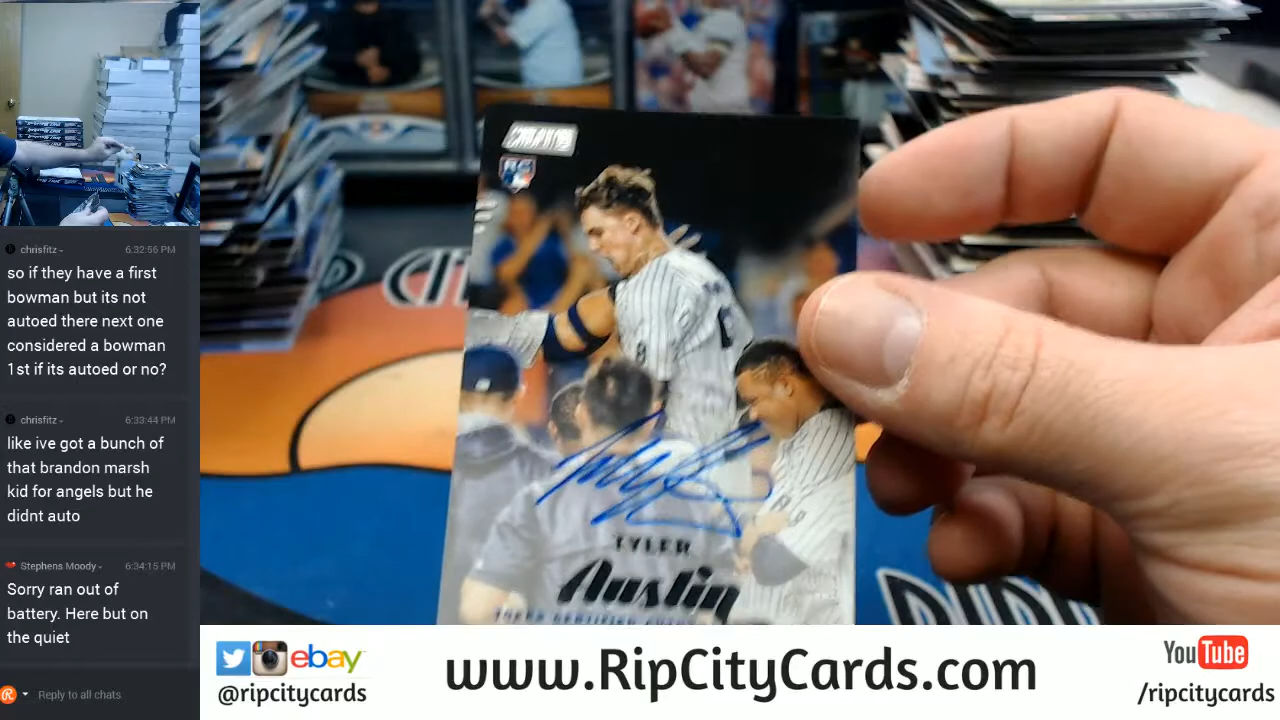 chrisfitz
6:32:56 PM
so if they have a first
bowman but its not
autoed there next one
considered a bowman
1st if its autoed or no?
chrisfitz
6:33:44 PM
like ive got a bunch of
that brandon marsh
kid for angels but he
didnt auto
Stephens Moody
6:34:15 PM
Sorry ran out of
battery. Here but on
the quiet
Reply to all chats
RC
TYLER
Austin
ebay
@ripcitycards
www.RipCityCards.com
YouTube
/ripcitycards